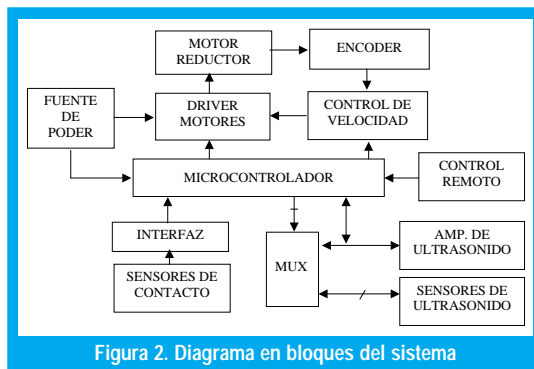 MOTOR
REDUCTOR
ENCODER
FUENTE
DE
PODER
DRIVER
MOTORES
CONTROL DE
VELOCIDAD
MICROCONTROLADOR
CONTROL
REMOTO
INTERFAZ
MUX
AMP. DE
ULTRASONIDO
SENSORES DE
CONTACTO
SENSORES DE
ULTRASONIDO
Figura 2. Diagrama en bloques del sistema